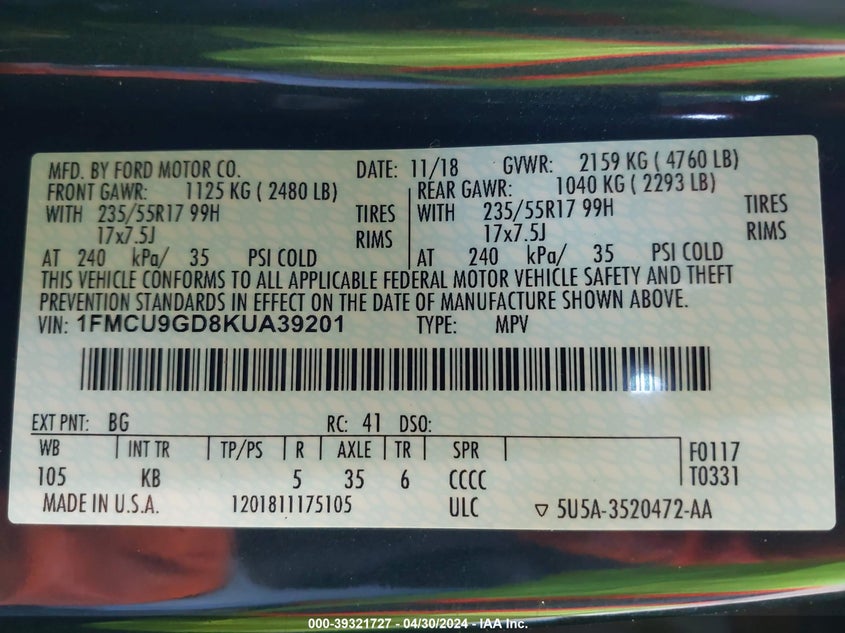 MFD. BY FORD MOTOR CO. DATE: 11/18 GVWR: 2159 KG ( 4760 LB)
FRONT GAWR: 1125 KG ( 2480 LB) REAR GAWR: 1040 KG ( 2293 LB)
WITH 235/55R17 99H TIRES WITH 235/55R17 99H TIRES
17x7.5J RIMS 17x7.5J RIMS
AT 240 kPa/ 35 PSI COLD AT 240 kPa/ 35 PSI COLD
THIS VEHICLE CONFORMS TO ALL APPLICABLE FEDERAL MOTOR VEHICLE SAFETY AND THEFT
PREVENTION STANDARDS IN EFFECT ON THE DATE OF MANUFACTURE SHOWN ABOVE.
VIN: 1FMCU9GD8KUA39201 TYPE: MPV
EXT PNT: BG RC: 41 DSO:
WB INT TR TP/PS R AXLE TR SPR F0117
105 KB 5 35 6 CCCC T0331
MADE IN U.S.A. 1201811175105 ULC 5U5A-3520472-AA
000-39321727 - 04/30/2024 - IAA Inc.